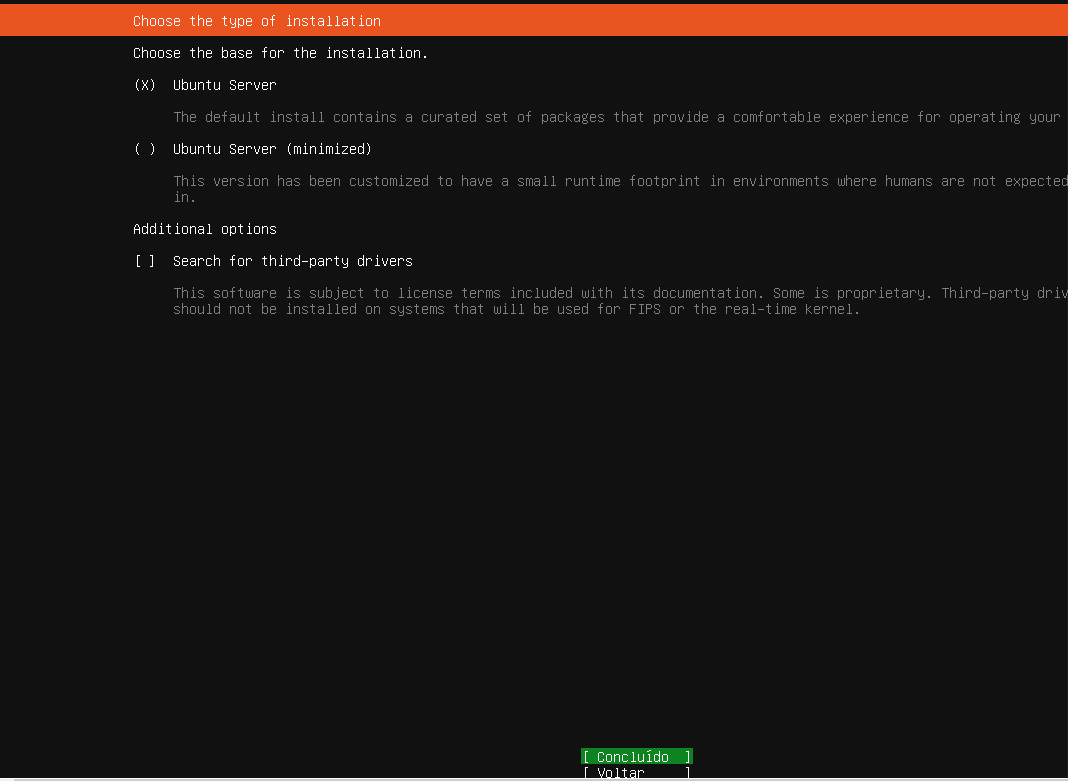 Choose the type of installation
Choose the base for the installation.
(X) Ubuntu Server
The default install contains a curated set of packages that provide a comfortable experience for operating your
( ) Ubuntu Server (minimized)
This version has been customized to have a small runtime footprint in environments where humans are not expected
in.
Additional options
[ ] Search for third-party drivers
This software is subject to license terms included with its documentation. Some is proprietary. Third-party driv
should not be installed on systems that will be used for FIPS or the real-time kernel.
[ Concluído ]
[ Voltar ]